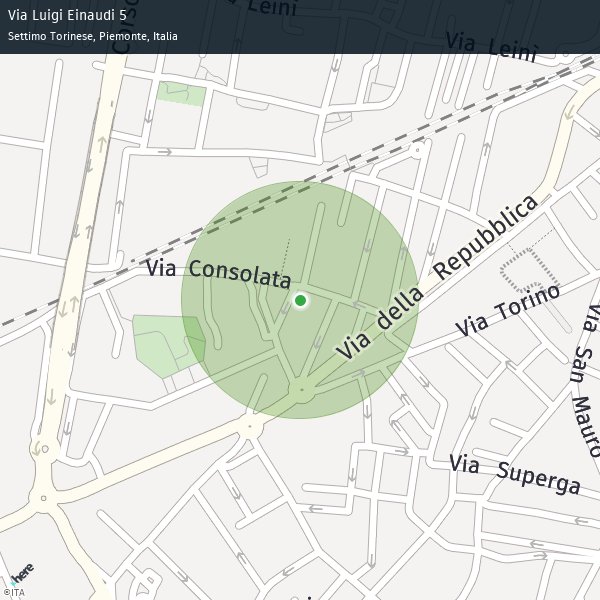 Via Luigi Einaudi 5
Settimo Torinese, Piemonte, Italia
Leinì
Via Leinì
Corso
Via Consolata
Via della Repubblica
Via Torino
Via San Mauro
Via Superga
here
©ITA